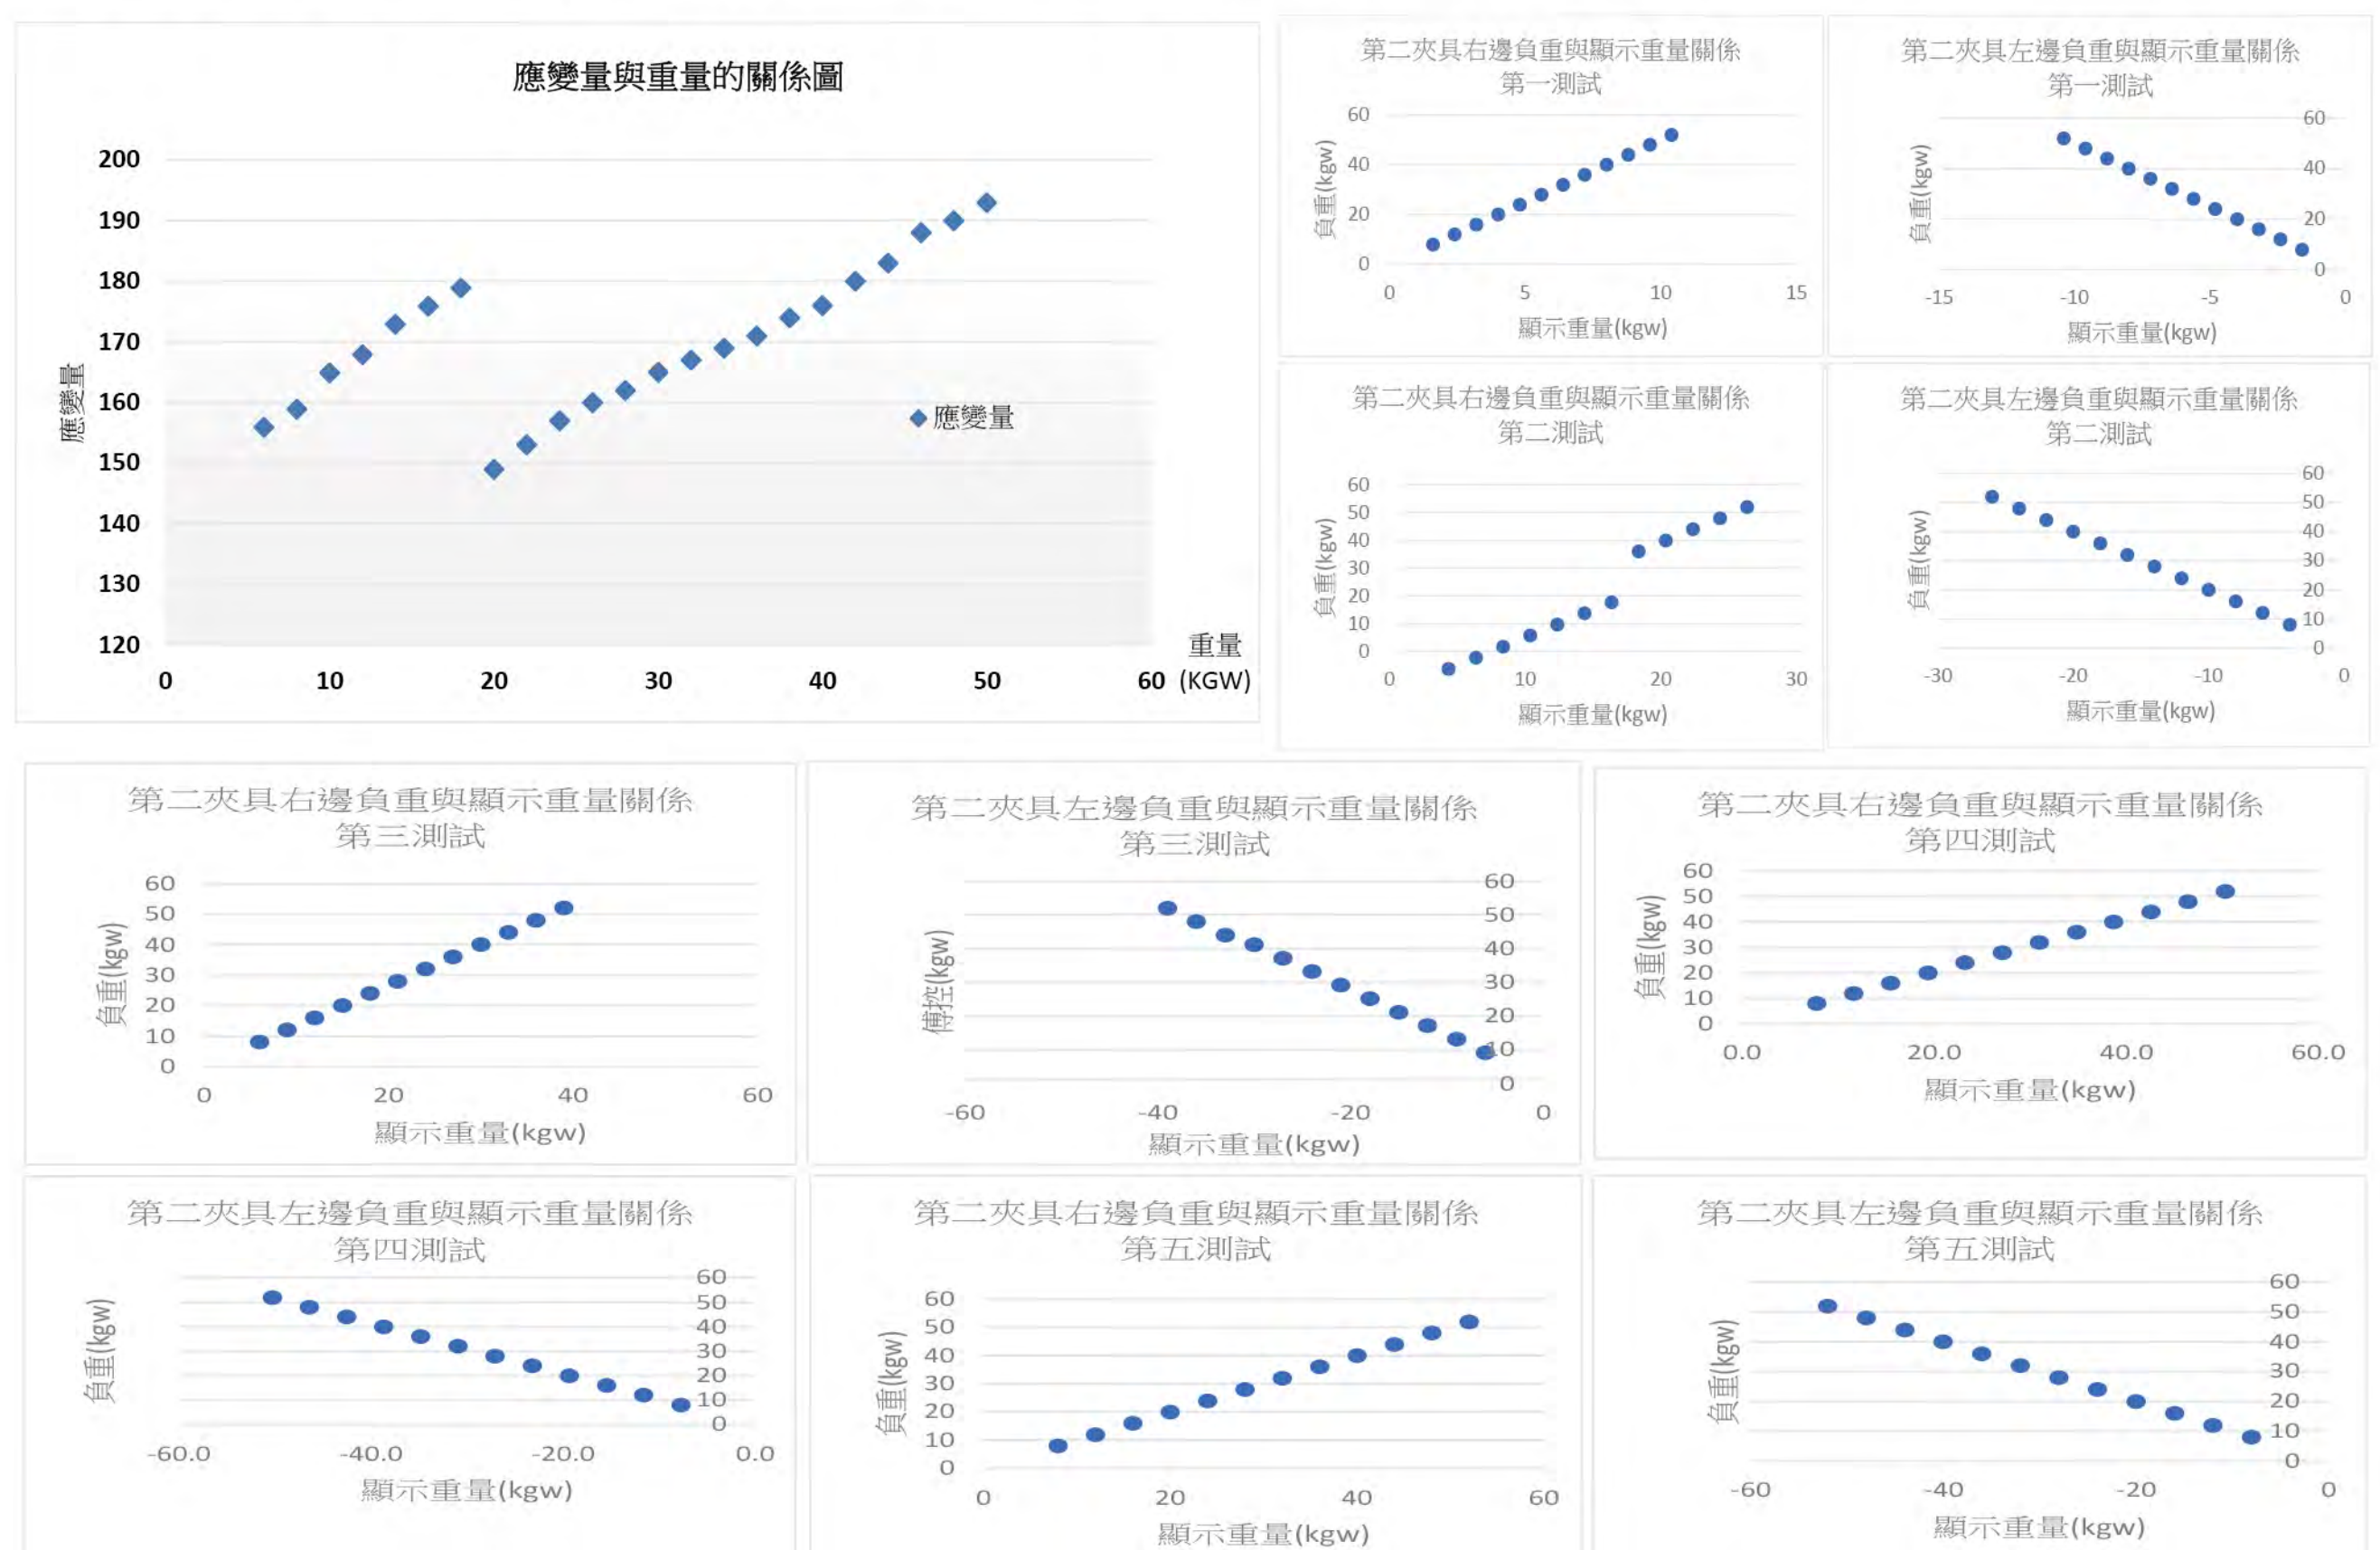 應變量與重量的關係圖
應變量
200
190
180
170
160
150
140
130
120
0 10 20 30 40 50 60
重量
(KGW)
應變量
第二夾具右邊負重與顯示重量關係
第一測試
負重(kgw)
60
40
20
0
0 5 10 15
顯示重量(kgw)
第二夾具左邊負重與顯示重量關係
第一測試
負重(kgw)
60
40
20
0
-15 -10 -5 0
顯示重量(kgw)
第二夾具右邊負重與顯示重量關係
第二測試
負重(kgw)
60
50
40
30
20
10
0
0 10 20 30
顯示重量(kgw)
第二夾具左邊負重與顯示重量關係
第二測試
負重(kgw)
60
50
40
30
20
10
0
-30 -20 -10 0
顯示重量(kgw)
第二夾具右邊負重與顯示重量關係
第三測試
負重(kgw)
60
50
40
30
20
10
0
0 20 40 60
顯示重量(kgw)
第二夾具左邊負重與顯示重量關係
第三測試
傅控(kgw)
60
50
40
30
20
10
0
-60 -40 -20 0
顯示重量(kgw)
第二夾具右邊負重與顯示重量關係
第四測試
負重(kgw)
60
50
40
30
20
10
0
0.0 20.0 40.0 60.0
顯示重量(kgw)
第二夾具左邊負重與顯示重量關係
第四測試
負重(kgw)
60
50
40
30
20
10
0
-60.0 -40.0 -20.0 0.0
顯示重量(kgw)
第二夾具右邊負重與顯示重量關係
第五測試
負重(kgw)
60
50
40
30
20
10
0
0 20 40 60
顯示重量(kgw)
第二夾具左邊負重與顯示重量關係
第五測試
負重(kgw)
60
50
40
30
20
10
0
-60 -40 -20 0
顯示重量(kgw)